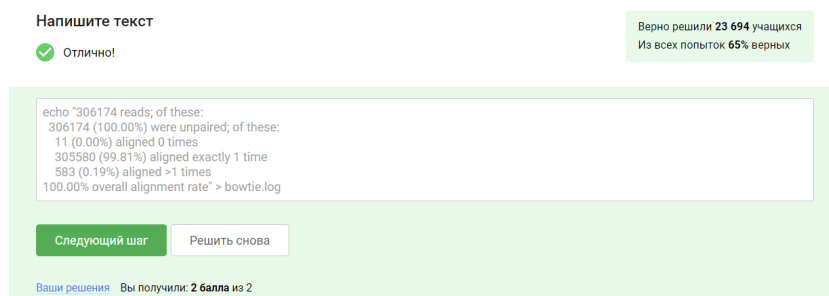 Напишите текст
Верно решили 23 694 учащихся
Из всех попыток 65% верных
Отлично!
echo "306174 reads; of these:
306174 (100.00%) were unpaired; of these:
11 (0.00%) aligned 0 times
305580 (99.81%) aligned exactly 1 time
583 (0.19%) aligned >1 times
100.00% overall alignment rate" > bowtie.log
Следующий шаг
Решить снова
Ваши решения Вы получили: 2 балла из 2